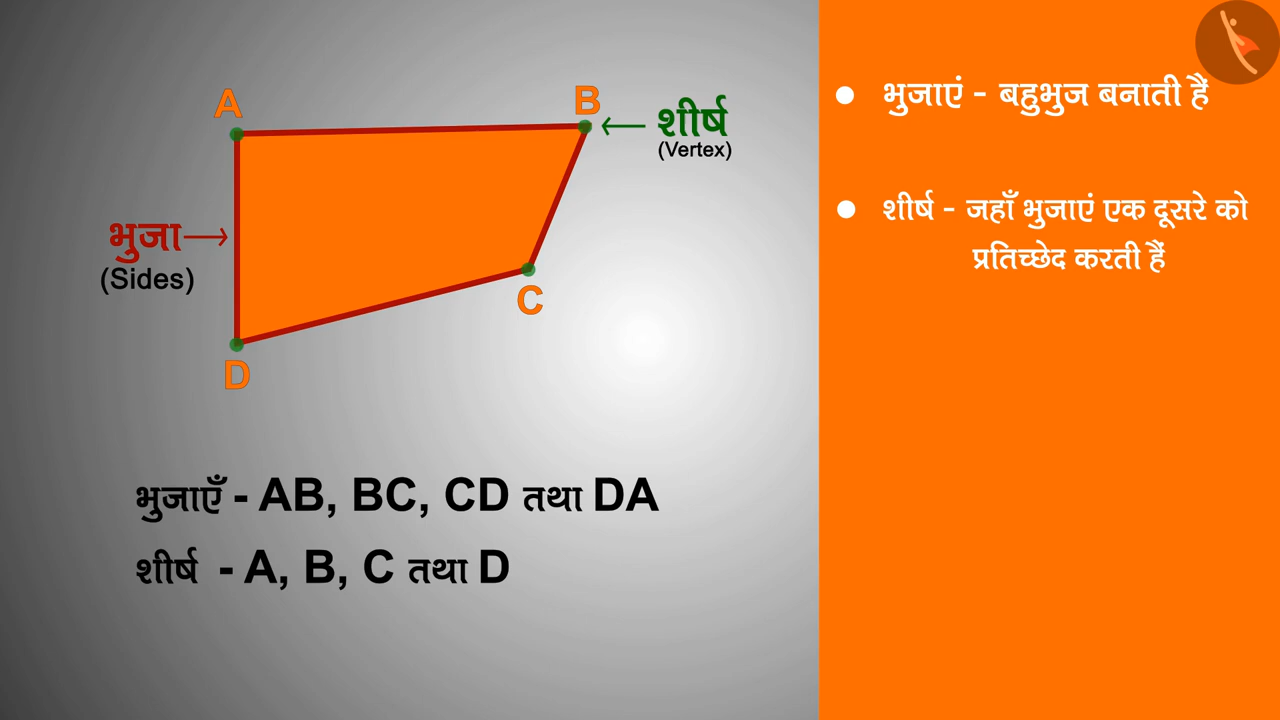 A
B
←शीर्ष
(Vertex)
भुजा→
(Sides)
C
D
भुजाएँ - AB, BC, CD तथा DA
शीर्ष - A, B, C तथा D
● भुजाएं - बहुभुज बनाती हैं
● शीर्ष - जहाँ भुजाएं एक दूसरे को
प्रतिच्छेद करती हैं